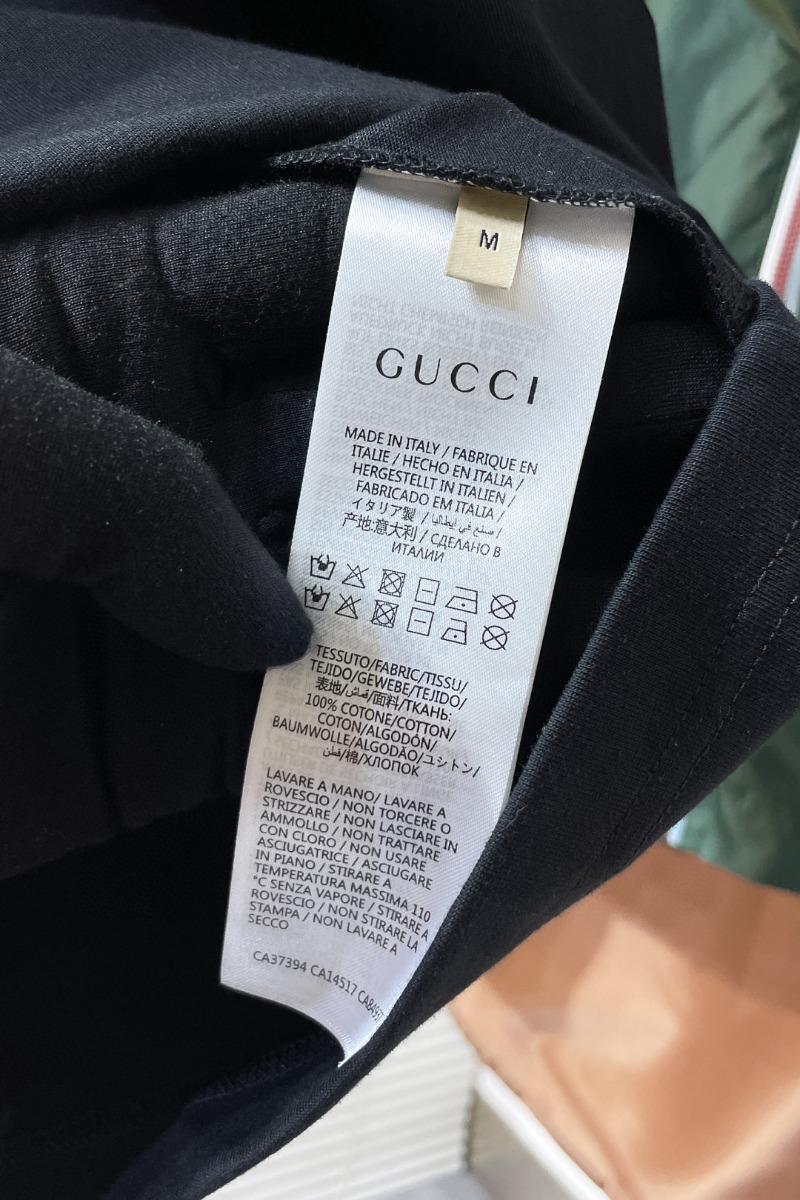 M
GUCCI
MADE IN ITALY / FABRIQUE EN
ITALIE / HECHO EN ITALIA /
HERGESTELLT IN ITALIEN /
FABRICADO EM ITALIA /
イタリア製 / صنع في ايطاليا /
产地:意大利 / СДЕЛАНО В
ИТАЛИИ
TESSUTO/FABRIC/TISSU/
TEJIDO/GEWEBE/TEJIDO/
表地/قماش/面料/ТКАНЬ:
100% COTONE/COTTON/
COTON/ALGODÓN/
BAUMWOLLE/ALGODÃO/ユシトン/
قطن/棉/ХЛОПОК
LAVARE A MANO/ LAVARE A
ROVESCIO / NON TORCERE O
STRIZZARE / NON LASCIARE IN
AMMOLLO / NON TRATTARE
CON CLORO / NON USARE
ASCIUGATRICE / ASCIUGARE
IN PIANO / STIRARE A
TEMPERATURA MASSIMA 110
°C SENZA VAPORE / STIRARE A
ROVESCIO / NON STIRARE LA
STAMPA / NON LAVARE A
SECCO
CA37394 CA14517